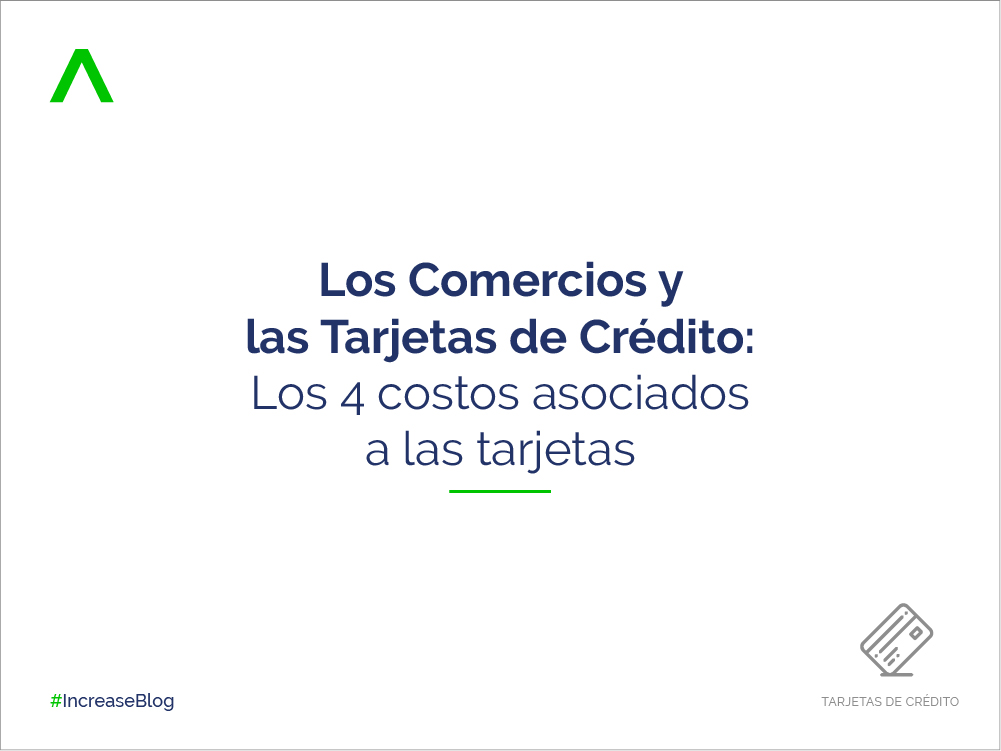 Los Comercios y
las Tarjetas de Crédito:
Los 4 costos asociados
a las tarjetas
#IncreaseBlog
TARJETAS DE CRÉDITO